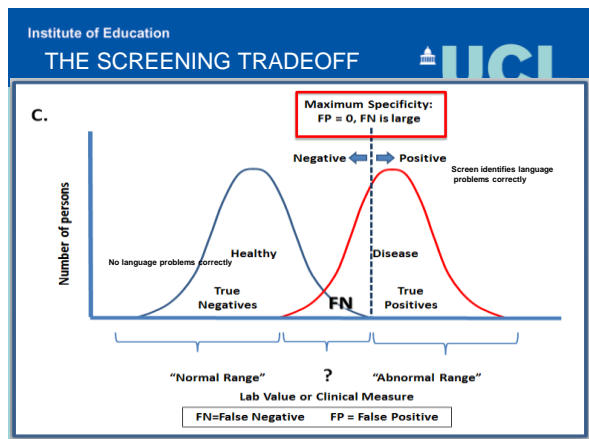 Institute of Education
THE SCREENING TRADEOFF
UCL
C.
Maximum Specificity:
FP = 0, FN is large
Negative
Positive
Screen identifies language
problems correctly
Number of persons
Healthy
Disease
No language problems correctly
True
Negatives
FN
True
Positives
"Normal Range"
?
"Abnormal Range"
Lab Value or Clinical Measure
FN=False Negative FP = False Positive